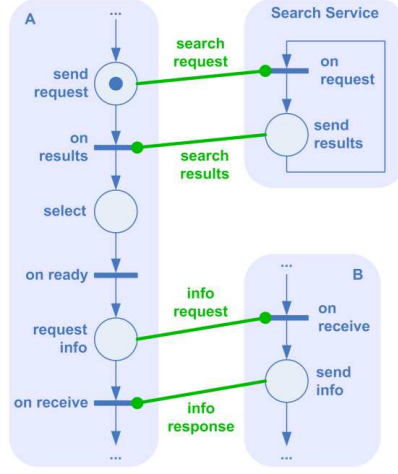 ...
A
Search Service
search
request
on
request
send
request
send
results
on
results
search
results
select
on ready
...
B
info
request
on
receive
request
info
send
info
on receive
info
response
...
...